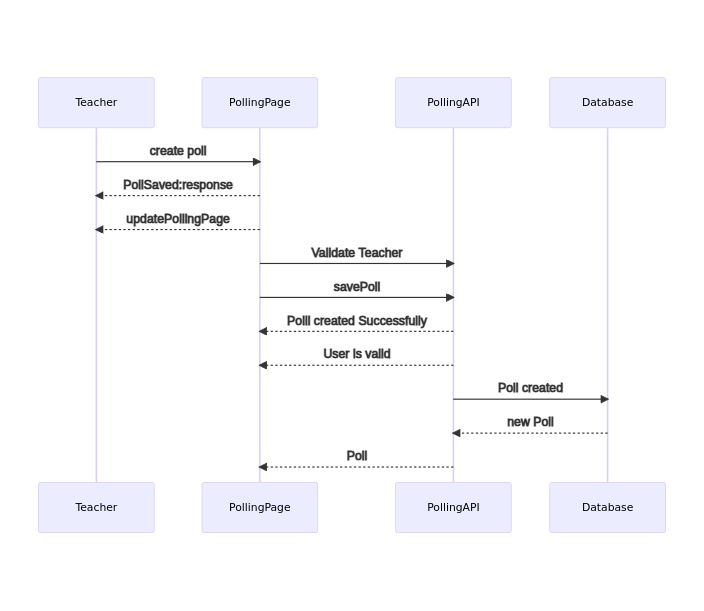 Teacher
PollingPage
PollingAPI
Database
create poll
PollSaved:response
updatePollingPage
Validate Teacher
savePoll
Polll created Successfully
User is valid
Poll created
new Poll
Poll
Teacher
PollingPage
PollingAPI
Database